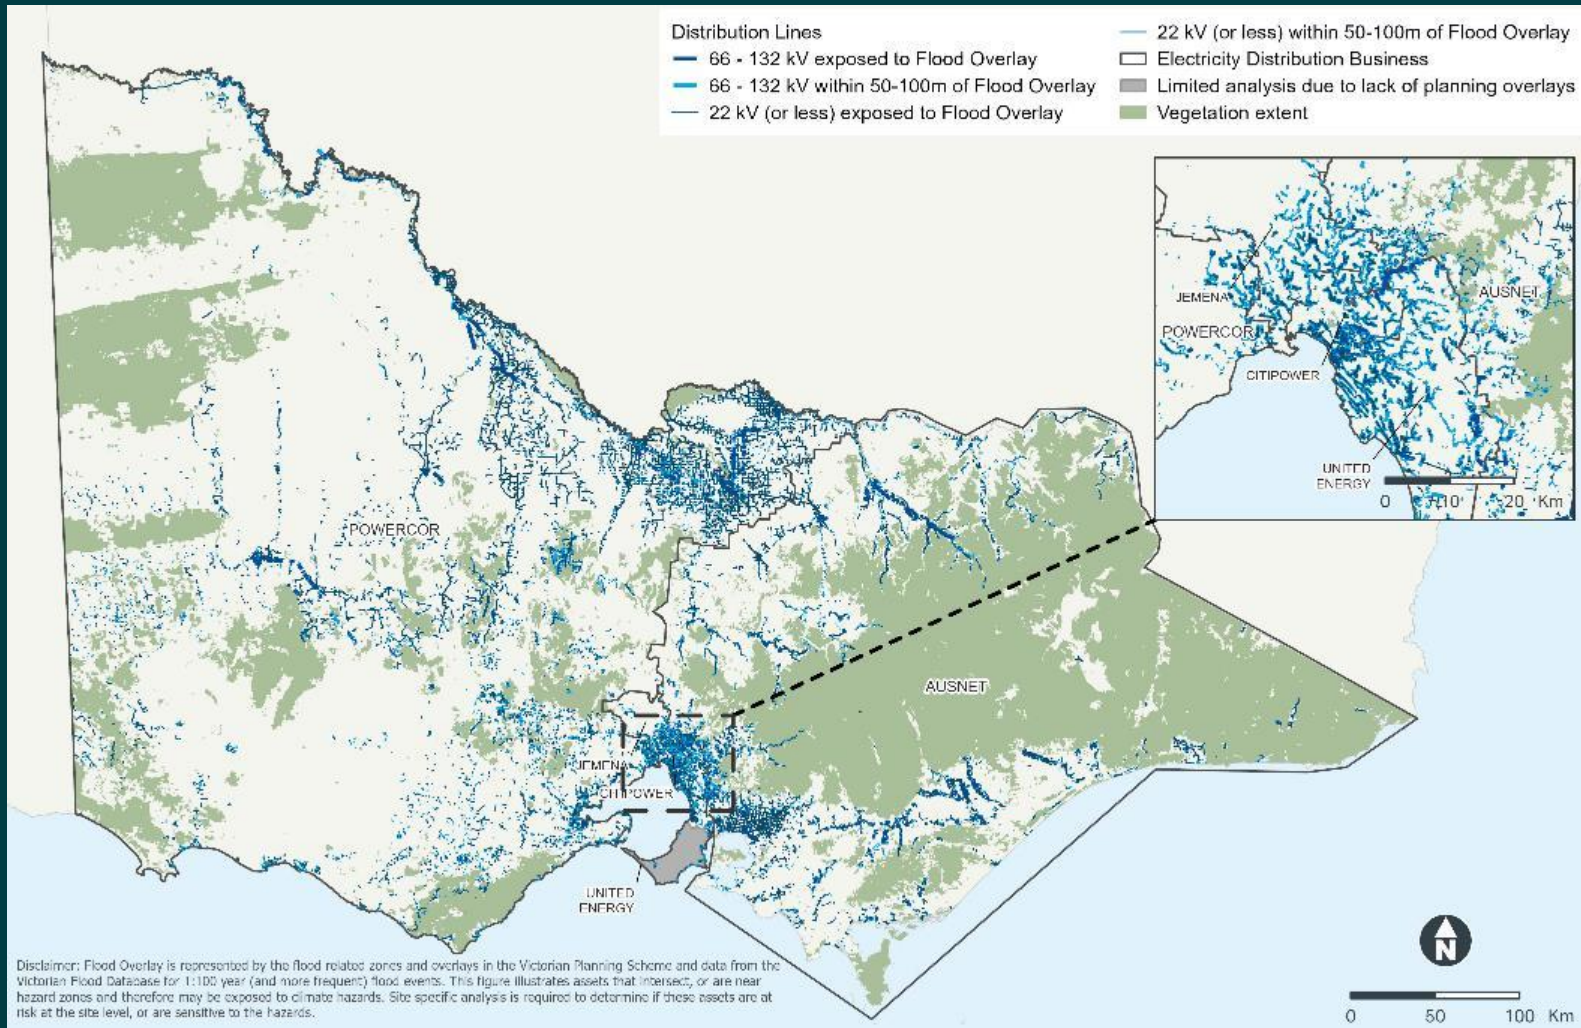 Distribution Lines
66 - 132 kV exposed to Flood Overlay
66 - 132 kV within 50-100m of Flood Overlay
22 kV (or less) exposed to Flood Overlay
22 kV (or less) within 50-100m of Flood Overlay
Electricity Distribution Business
Limited analysis due to lack of planning overlays
Vegetation extent
JEMENA
POWERCOR
AUSNET
CITIPOWER
UNITED
ENERGY
0 10 20 Km
POWERCOR
AUSNET
JEMENA
CITIPOWER
UNITED
ENERGY
N
0 50 100 Km
Disclaimer: Flood Overlay is represented by the flood related zones and overlays in the Victorian Planning Scheme and data from the
Victorian Flood Database for 1:100 year (and more frequent) flood events. This figure illustrates assets that intersect, or are near
hazard zones and therefore may be exposed to climate hazards. Site specific analysis is required to determine if these assets are at
risk at the site level, or are sensitive to the hazards.